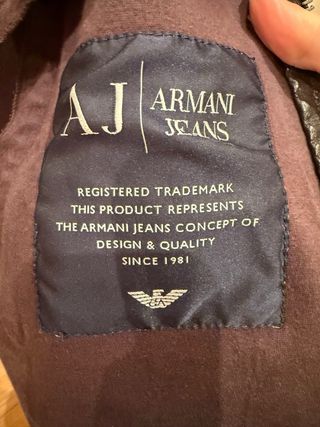 AJ | ARMANI
JEANS
REGISTERED TRADEMARK
THIS PRODUCT REPRESENTS
THE ARMANI JEANS CONCEPT OF
DESIGN & QUALITY
SINCE 1981